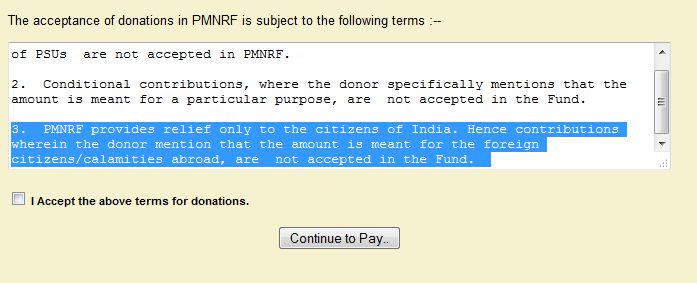 The acceptance of donations in PMNRF is subject to the following terms :--
of PSUs are not accepted in PMNRF.
2. Conditional contributions, where the donor specifically mentions that the
amount is meant for a particular purpose, are not accepted in the Fund.
3. PMNRF provides relief only to the citizens of India. Hence contributions
wherein the donor mention that the amount is meant for the foreign
citizens/calamities abroad, are not accepted in the Fund.
I Accept the above terms for donations.
Continue to Pay..